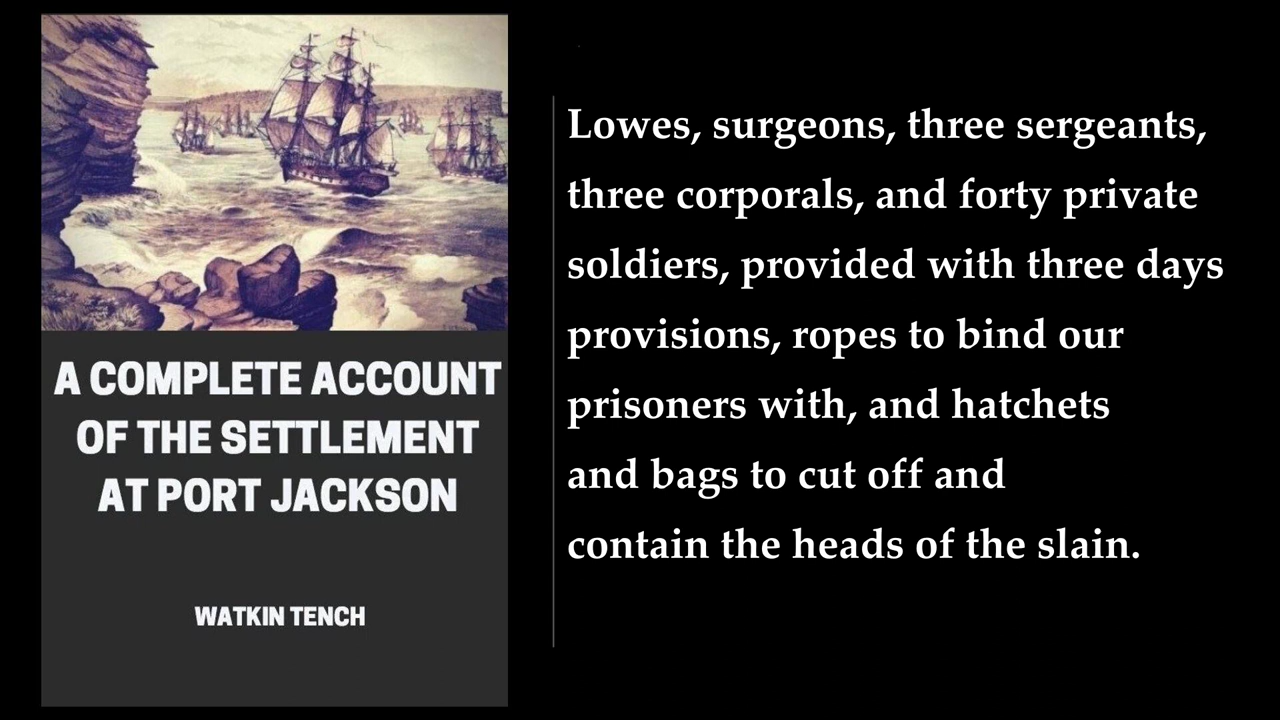 A COMPLETE ACCOUNT
OF THE SETTLEMENT
AT PORT JACKSON
WATKIN TENCH
Lowes, surgeons, three sergeants,
three corporals, and forty private
soldiers, provided with three days
provisions, ropes to bind our
prisoners with, and hatchets
and bags to cut off and
contain the heads of the slain.